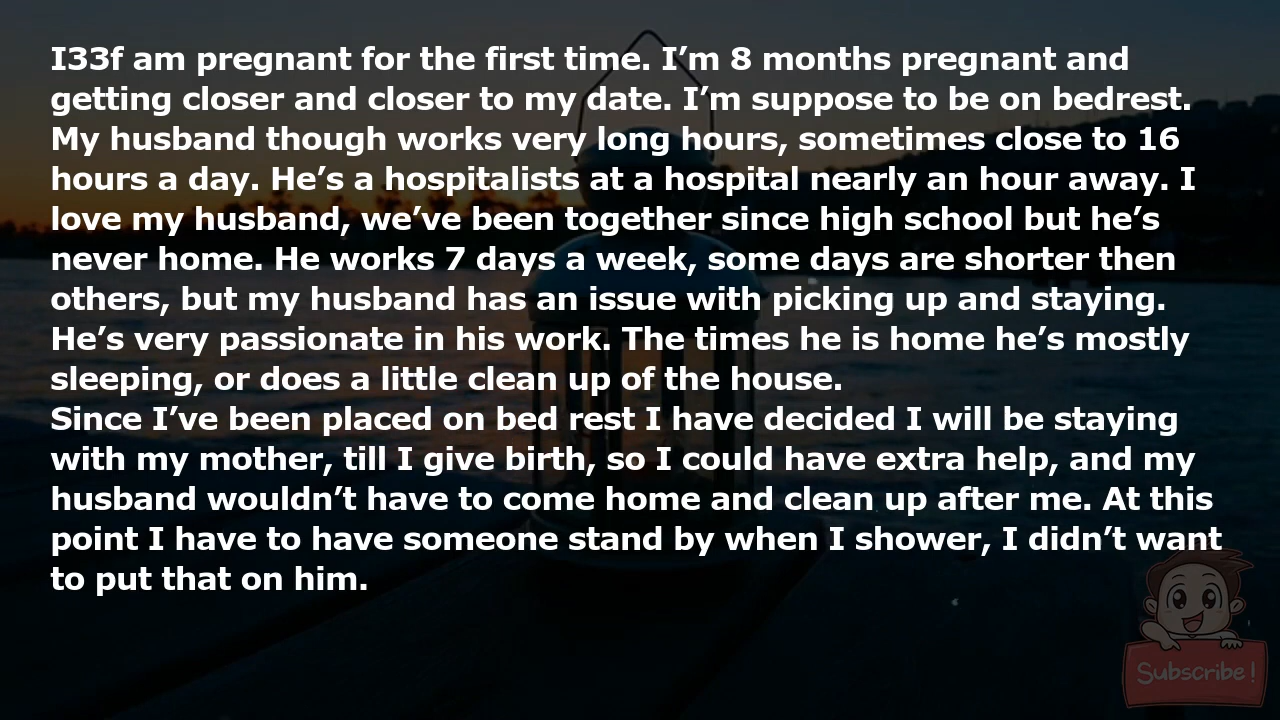 I33f am pregnant for the first time. I’m 8 months pregnant and
getting closer and closer to my date. I’m suppose to be on bedrest.
My husband though works very long hours, sometimes close to 16
hours a day. He’s a hospitalists at a hospital nearly an hour away. I
love my husband, we’ve been together since high school but he’s
never home. He works 7 days a week, some days are shorter then
others, but my husband has an issue with picking up and staying.
He’s very passionate in his work. The times he is home he’s mostly
sleeping, or does a little clean up of the house.
Since I’ve been placed on bed rest I have decided I will be staying
with my mother, till I give birth, so I could have extra help, and my
husband wouldn’t have to come home and clean up after me. At this
point I have to have someone stand by when I shower, I didn’t want
to put that on him.
Subscribe!